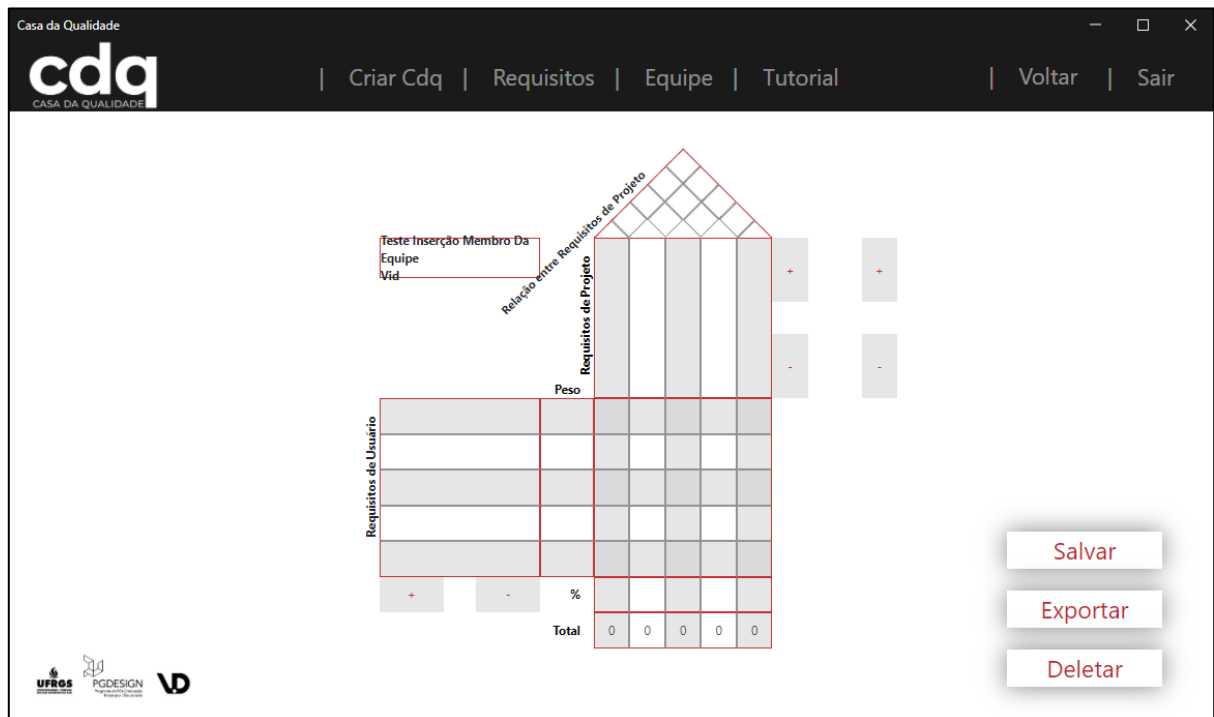 Casa da Qualidade
cdq
CASA DA QUALIDADE
| Criar Cdq | Requisitos | Equipe | Tutorial | Voltar | Sair
Relação entre Requisitos de Projeto
Teste Inserção Membro Da
Equipe
Vid
Requisitos de Projeto
+ +
- -
Peso
Requisitos de Usuário
+ - %
Total 0 0 0 0 0
Salvar
Exportar
Deletar
UFRGS
PGDESIGN
VD